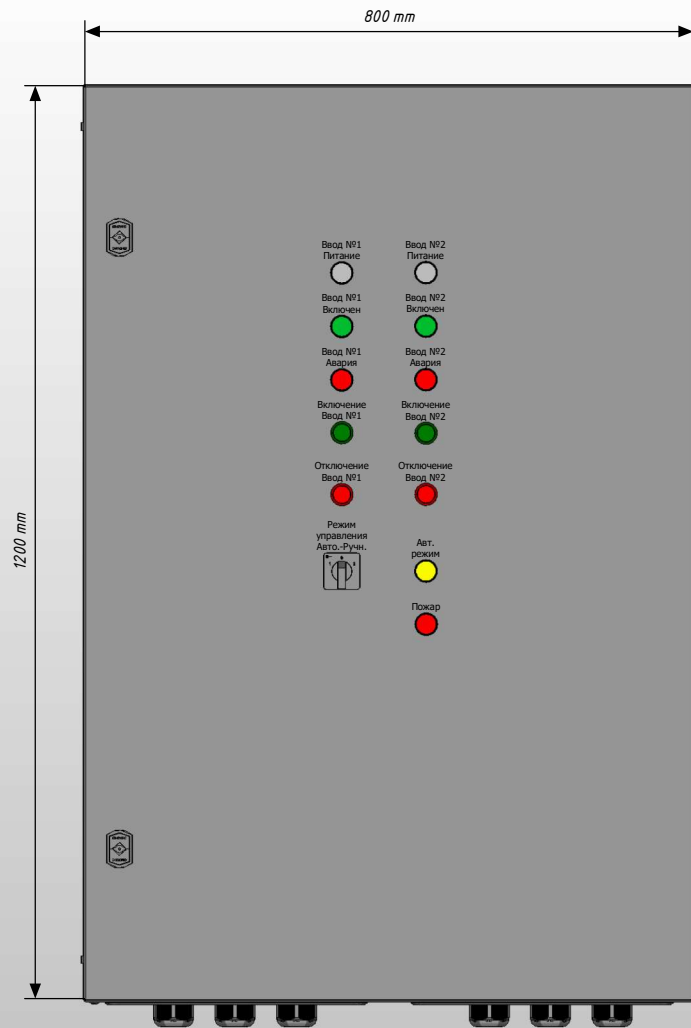 800 mm
1200 mm
Ввод №1
Питание
Ввод №2
Питание
Ввод №1
Включен
Ввод №2
Включен
Ввод №1
Авария
Ввод №2
Авария
Включение
Ввод №1
Включение
Ввод №2
Отключение
Ввод №1
Отключение
Ввод №2
Режим
управления
Авто.-Ручн.
Авт.
режим
Пожар